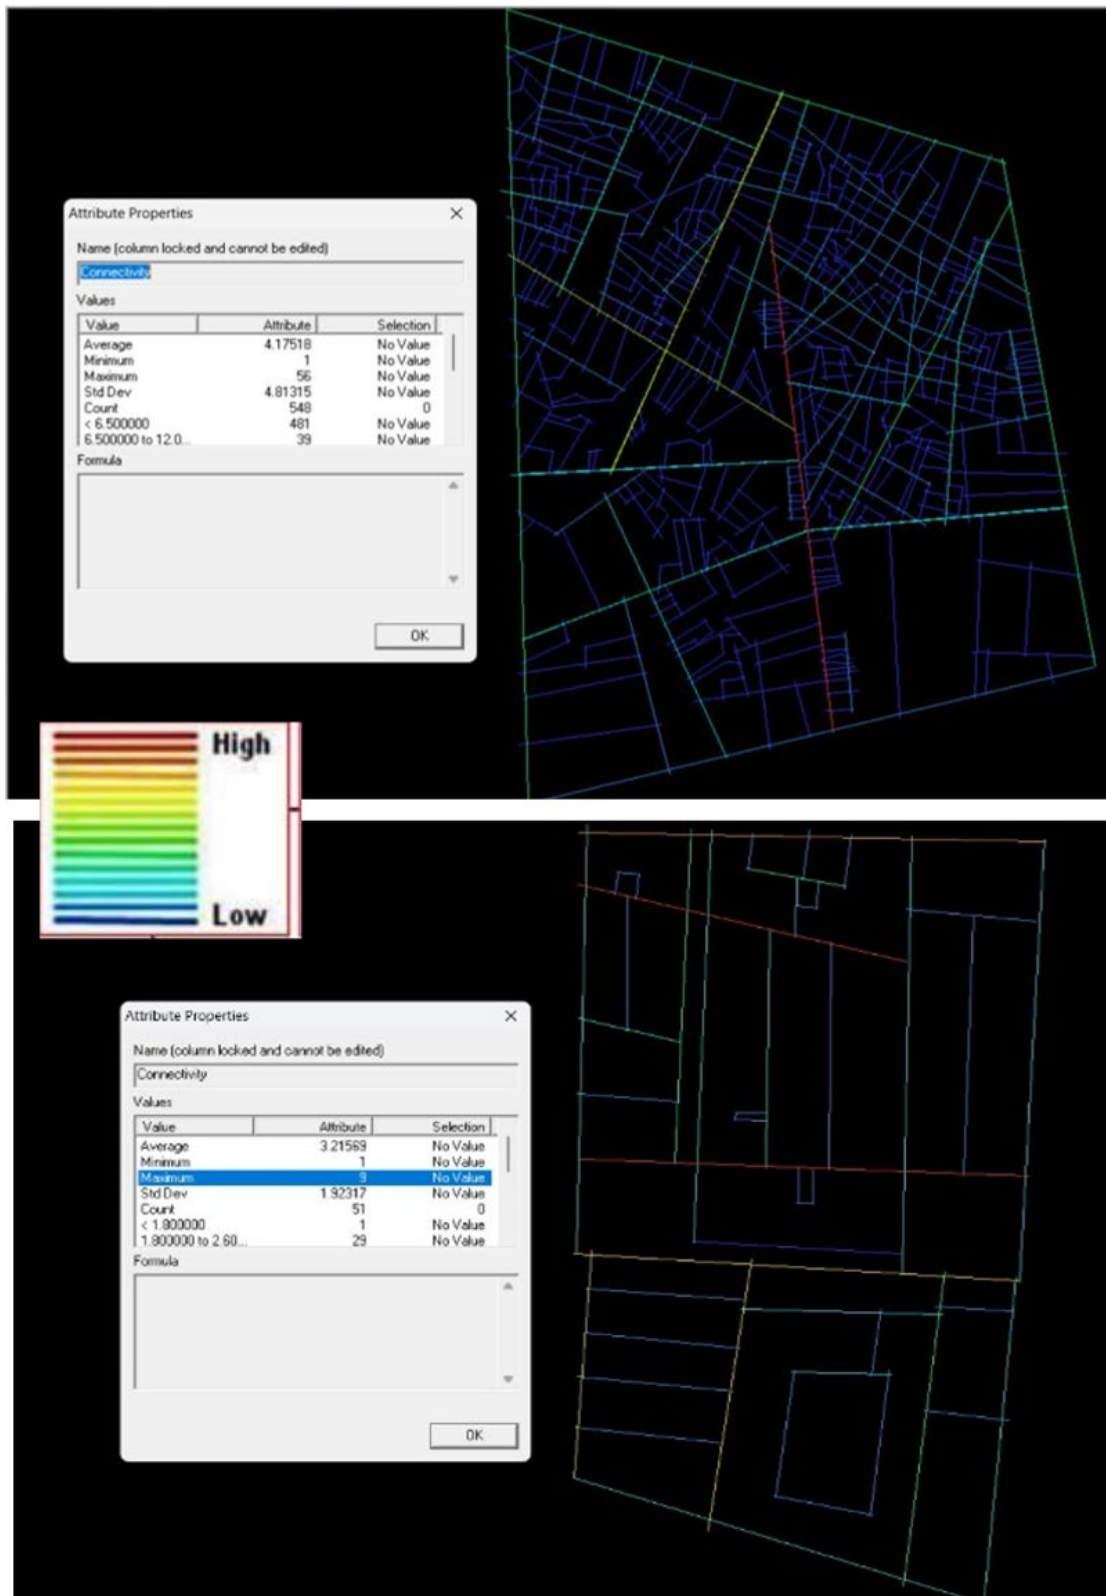 Attribute Properties
Name (column locked and cannot be edited)
Connectivity
Values
Value Attribute Selection
Average 4.17518 No Value
Minimum 1 No Value
Maximum 56 No Value
Std Dev 4.81315 No Value
Count 548 0
< 6.500000 481 No Value
6.500000 to 12.0... 39 No Value
Formula
OK
High
Low
Attribute Properties
Name (column locked and cannot be edited)
Connectivity
Values
Value Attribute Selection
Average 3.21569 No Value
Minimum 1 No Value
Maximum 9 No Value
Std Dev 1.92317 No Value
Count 51 0
< 1.800000 1 No Value
1.800000 to 2.60... 29 No Value
Formula
OK